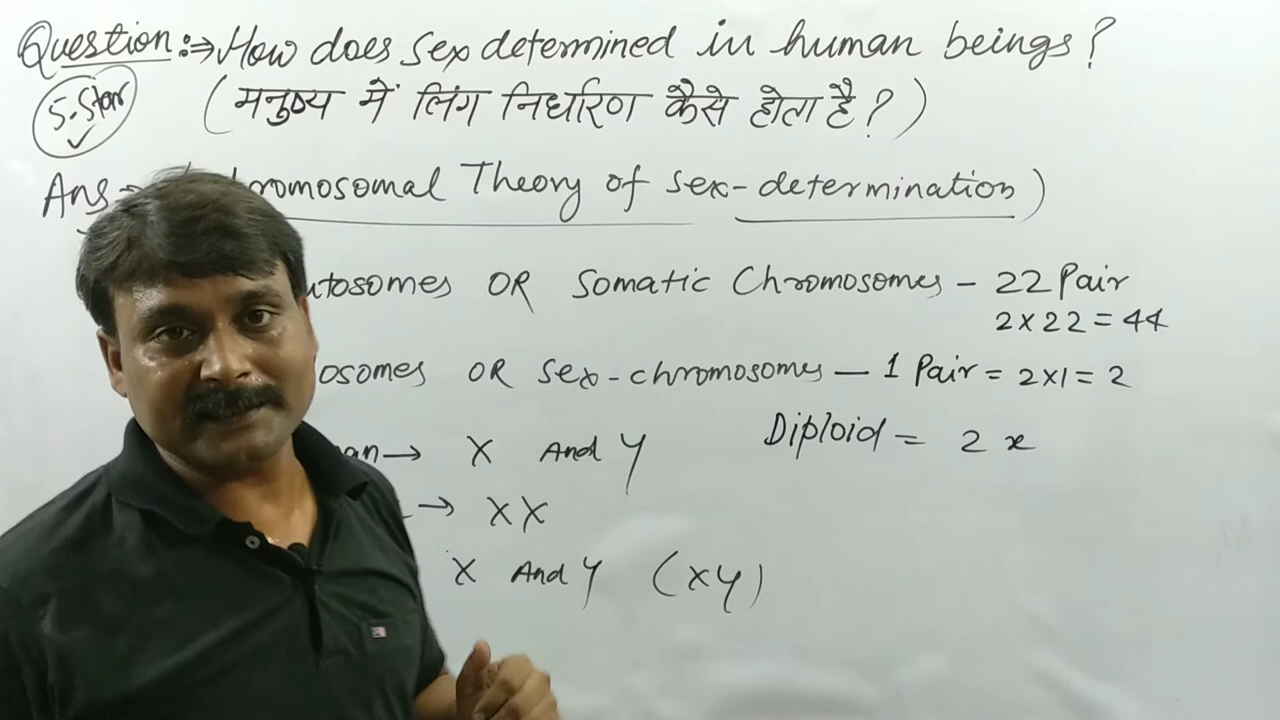 Question:⇒ How does sex determined in human beings?
5-Star
(मनुष्य में लिंग निर्धारण कैसे होता है?)
Ans → romosomal Theory of sex-determination)
utosomes OR Somatic Chromosomes - 22 Pair
2 x 22 = 44
osomes OR sex-chromosomes — 1 Pair = 2x1 = 2
an → X And Y
Diploid = 2x
→ XX
X And Y (XY)